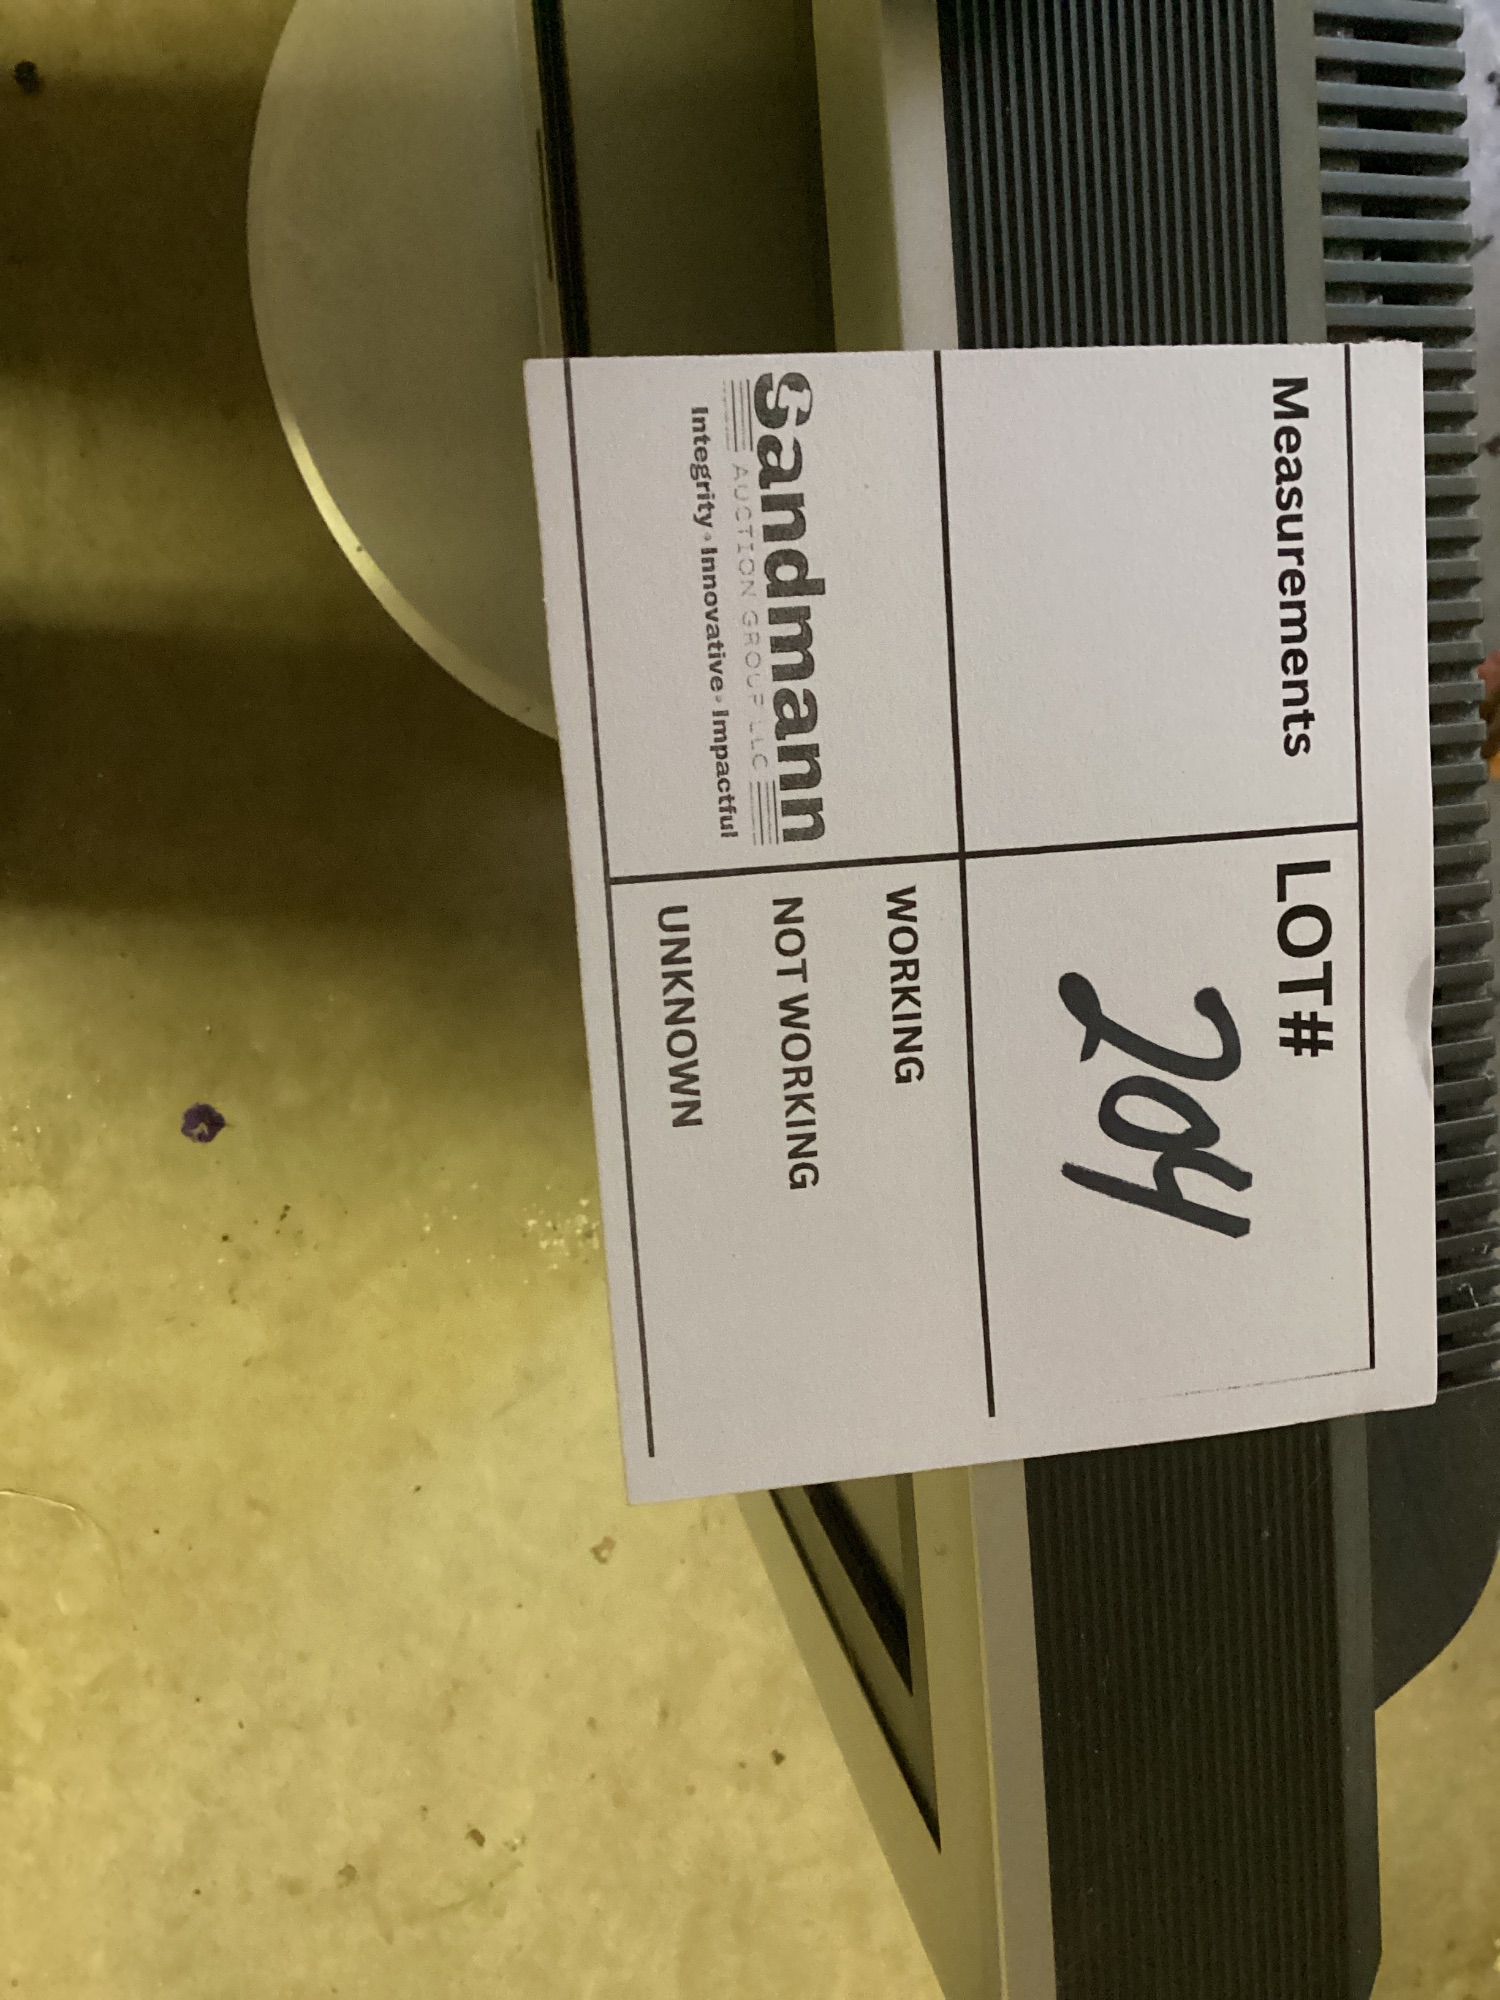 Measurements
LOT#
204
Sandmann
AUCTION GROUP LLC
Integrity • Innovative • Impactful
WORKING
NOT WORKING
UNKNOWN